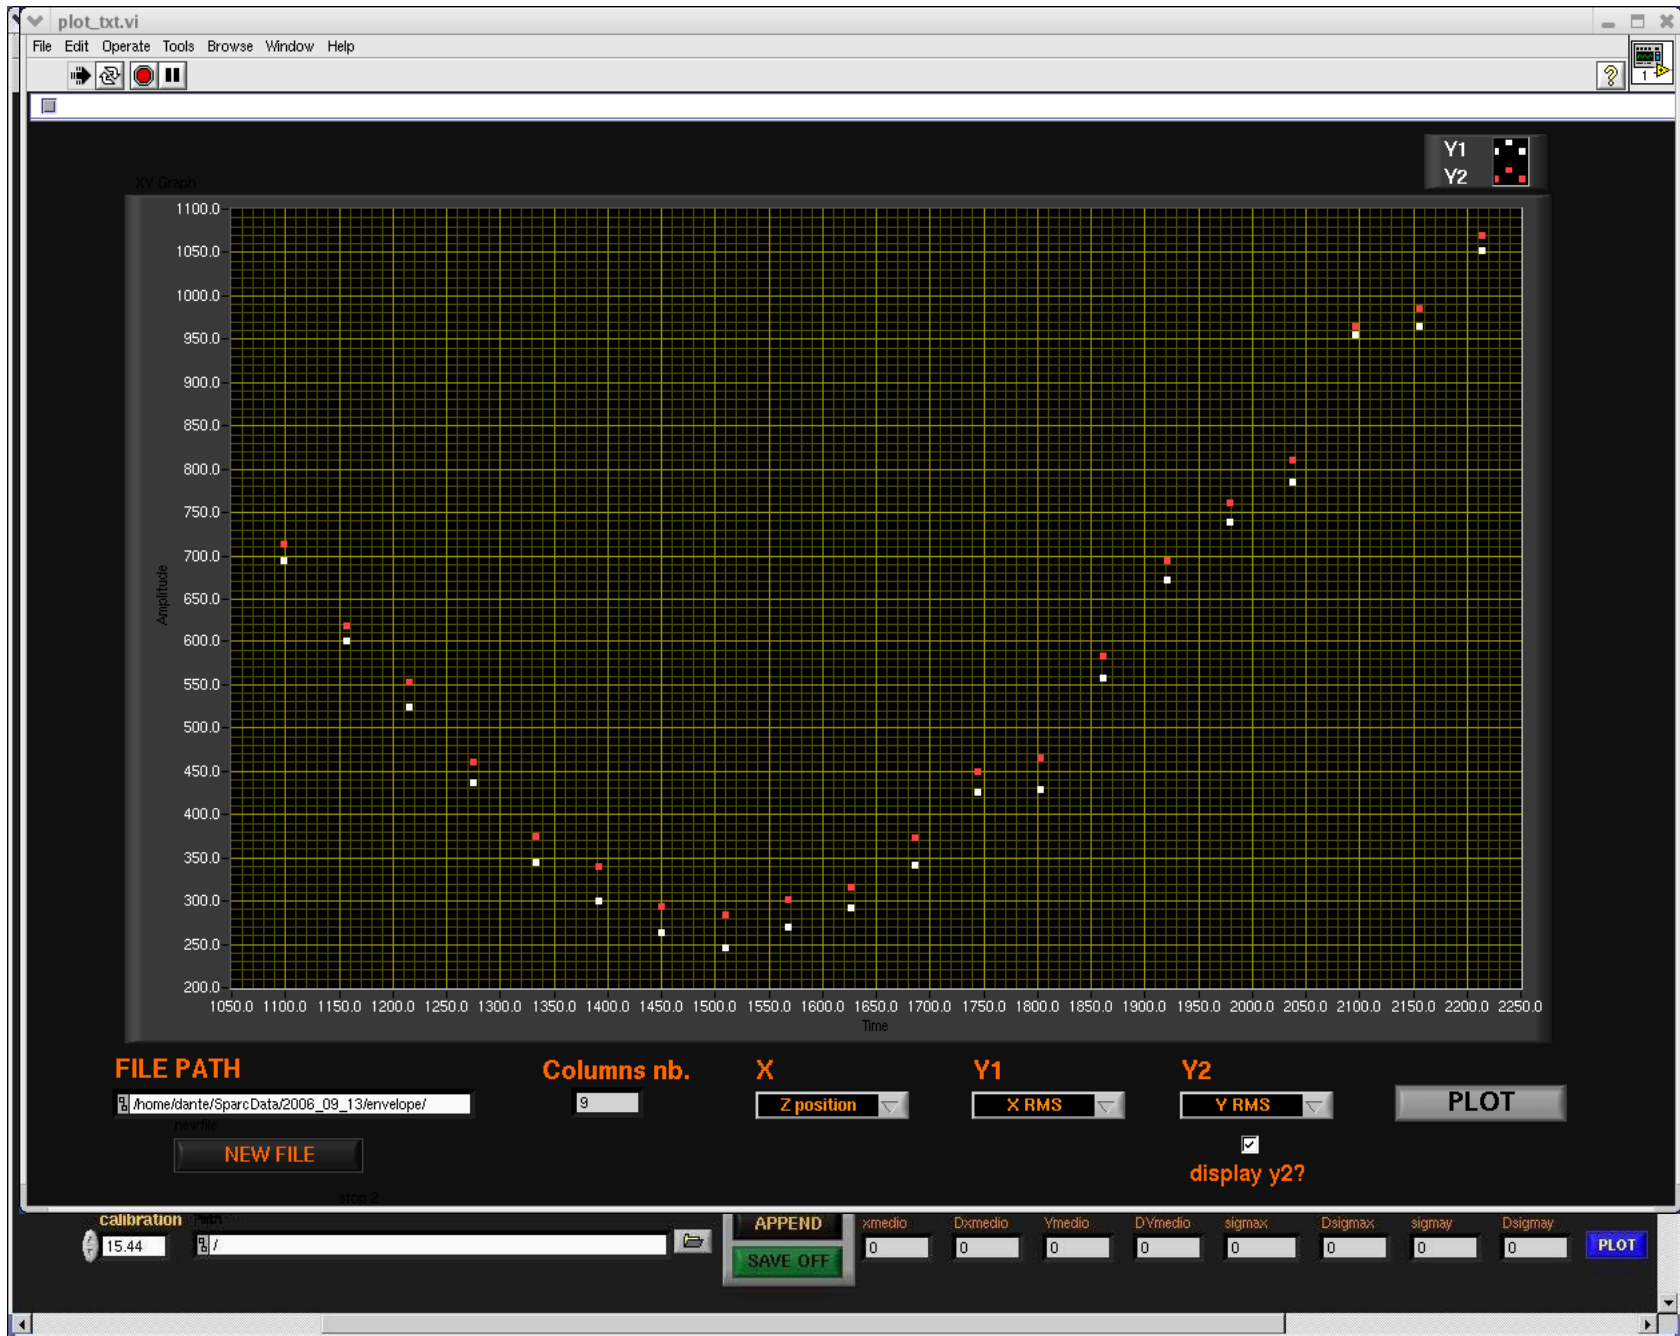 plot_txt.vi
File Edit Operate Tools Browse Window Help
1
Y1
Y2
XY Graph
1100.0
1050.0
1000.0
950.0
900.0
850.0
800.0
750.0
700.0
650.0
600.0
550.0
500.0
450.0
400.0
350.0
300.0
250.0
200.0
Amplitude
1050.0 1100.0 1150.0 1200.0 1250.0 1300.0 1350.0 1400.0 1450.0 1500.0 1550.0 1600.0 1650.0 1700.0 1750.0 1800.0 1850.0 1900.0 1950.0 2000.0 2050.0 2100.0 2150.0 2200.0 2250.0
Time
FILE PATH Columns nb. X Y1 Y2
/home/dante/SparcData/2006_09_13/envelope/ 9 Z position X RMS Y RMS PLOT
newfile
NEW FILE
display y2?
stop 2
calibration Path APPEND xmedio Dxmedio Ymedio DYmedio sigmax Dsigmax sigmay Dsigmay
15.44 / SAVE OFF 0 0 0 0 0 0 0 0 PLOT